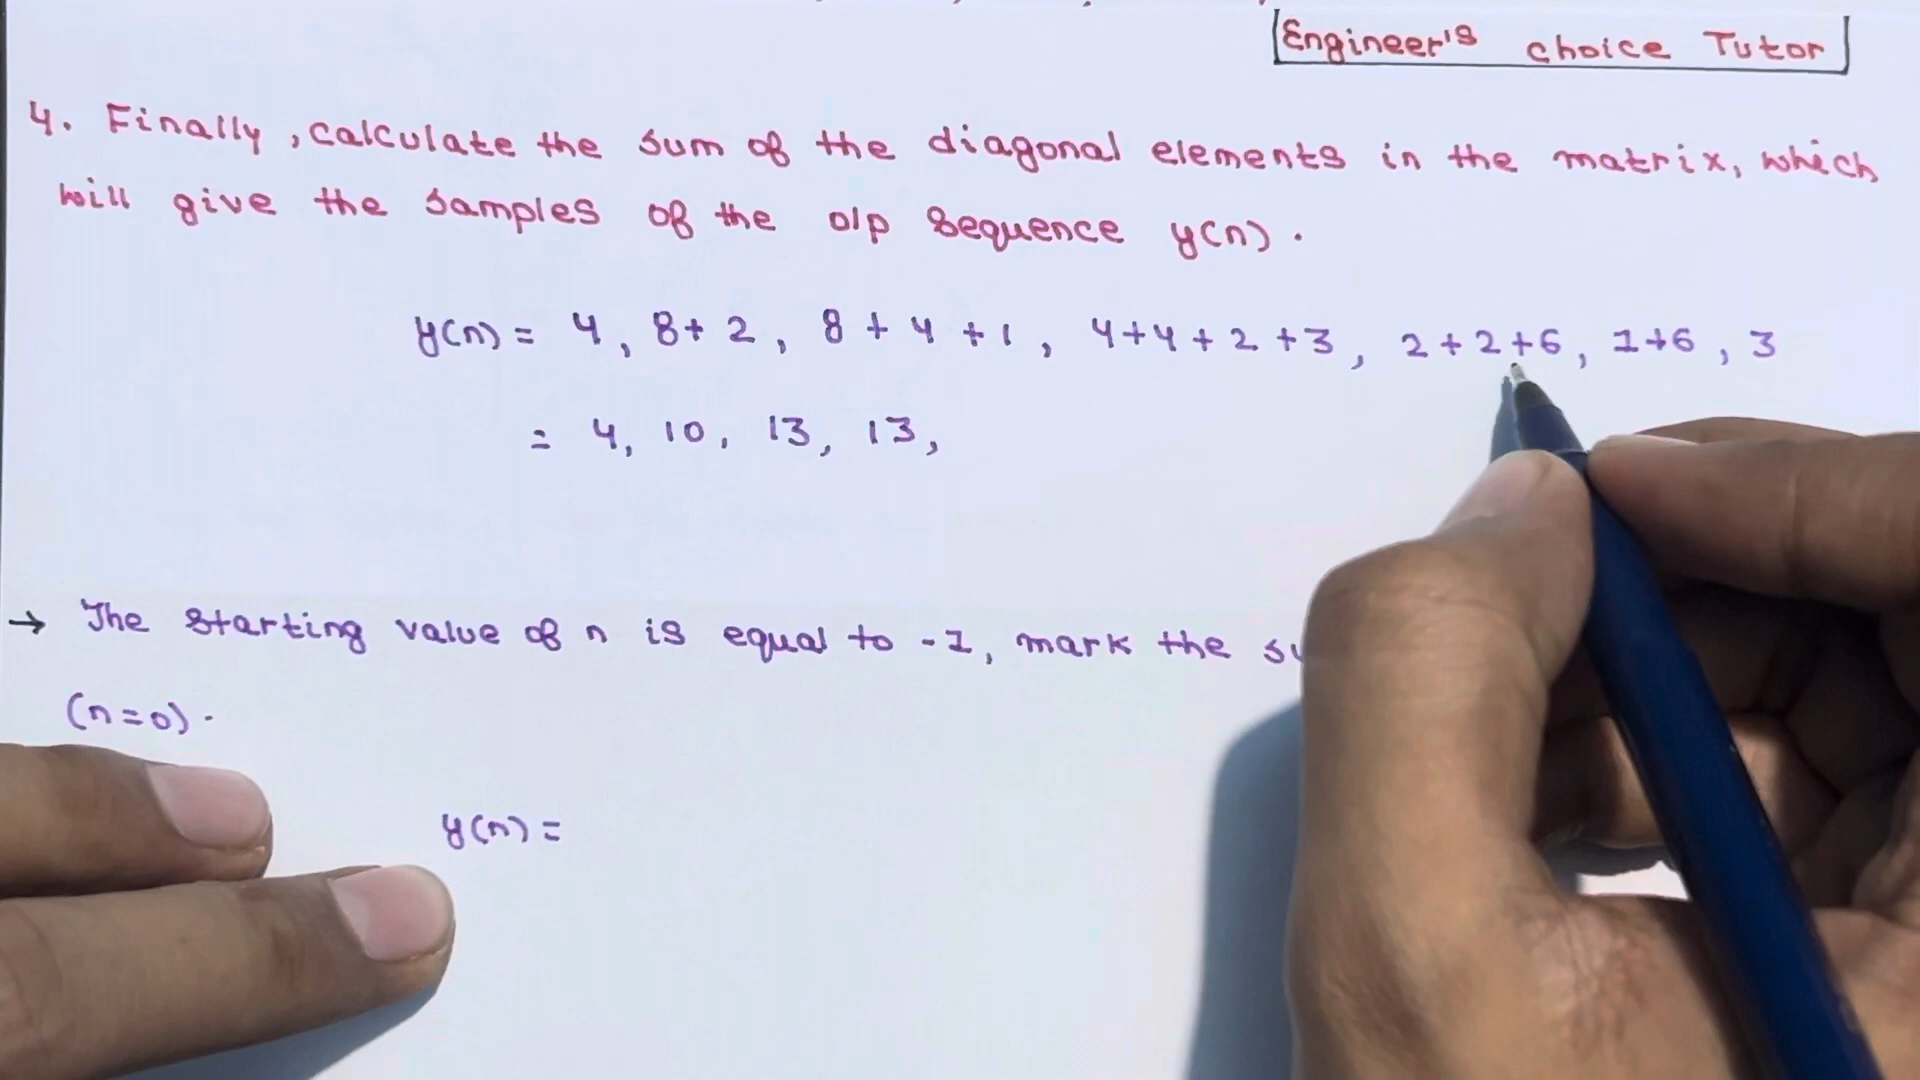 Engineer's choice Tutor
4. Finally, calculate the sum of the diagonal elements in the matrix, which
will give the samples of the o/p sequence y(n).
y(n) = 4, 8+2, 8+4+1, 4+4+2+3, 2+2+6, 1+6, 3
= 4, 10, 13, 13,
→ The starting value of n is equal to -1, mark the
(n=0).
y(n) =